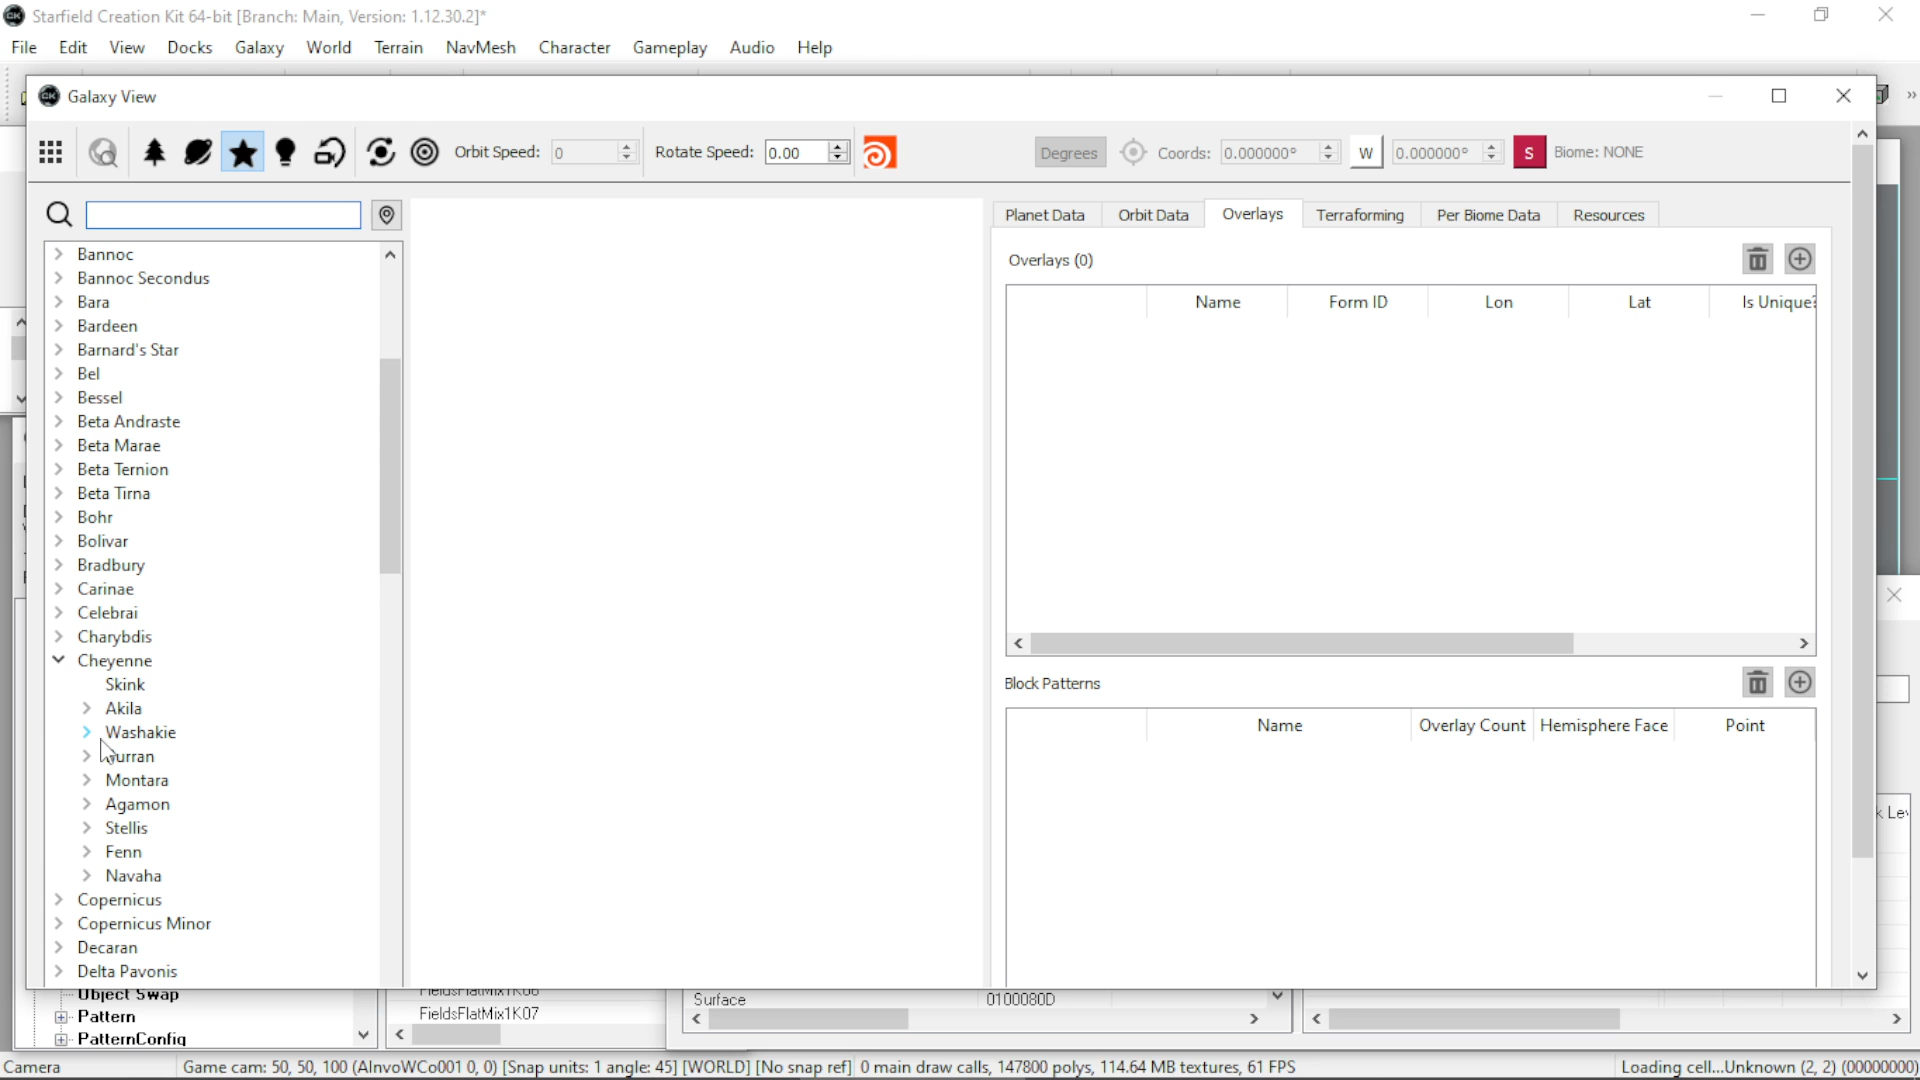 Starfield Creation Kit 64-bit [Branch: Main, Version: 1.12.30.2]*
File Edit View Docks Galaxy World Terrain NavMesh Character Gameplay Audio Help
Galaxy View
Orbit Speed: 0 Rotate Speed: 0.00 Degrees Coords: 0.000000° W 0.000000° S Biome: NONE
Planet Data Orbit Data Overlays Terraforming Per Biome Data Resources
Overlays (0)
Name Form ID Lon Lat Is Unique?
Block Patterns
Name Overlay Count Hemisphere Face Point
Bannoc
Bannoc Secondus
Bara
Bardeen
Barnard's Star
Bel
Bessel
Beta Andraste
Beta Marae
Beta Ternion
Beta Tirna
Bohr
Bolivar
Bradbury
Carinae
Celebrai
Charybdis
Cheyenne
Skink
Akila
Washakie
urran
Montara
Agamon
Stellis
Fenn
Navaha
Copernicus
Copernicus Minor
Decaran
Delta Pavonis
Object Swap
Pattern
PatternConfig
FieldsFlatMix1K07
Surface 0100080D
k Lev
Camera
Game cam: 50, 50, 100 (AInvoWCo001 0, 0) [Snap units: 1 angle: 45] [WORLD] [No snap ref] 0 main draw calls, 147800 polys, 114.64 MB textures, 61 FPS
Loading cell...Unknown (2, 2) (00000000)